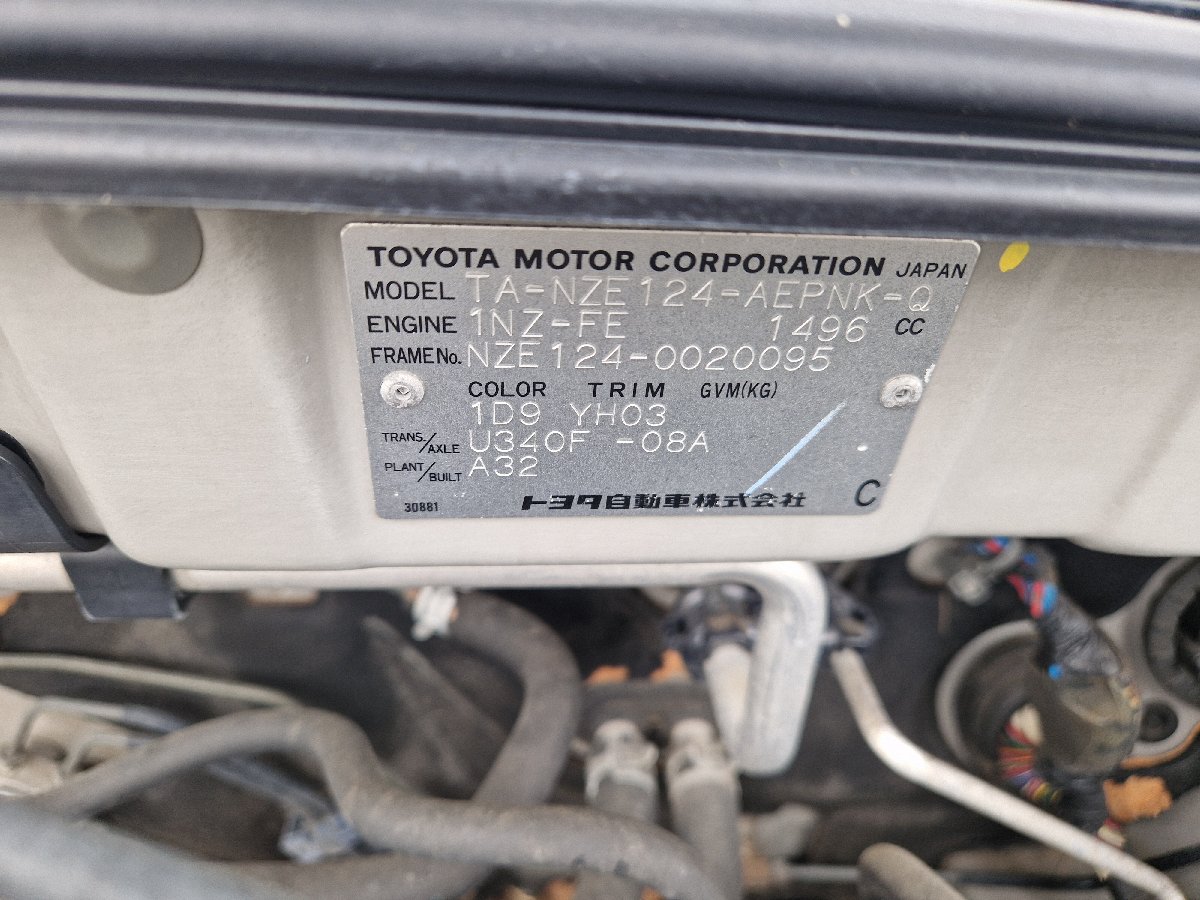 TOYOTA MOTOR CORPORATION JAPAN
MODEL TA-NZE124-AEPNK-Q
ENGINE 1NZ-FE 1496 CC
FRAME No. NZE124-0020095
COLOR TRIM GVM(KG)
1D9 YH03
TRANS./AXLE U340F -08A
PLANT/BUILT A32
30881 トヨタ自動車株式会社 C